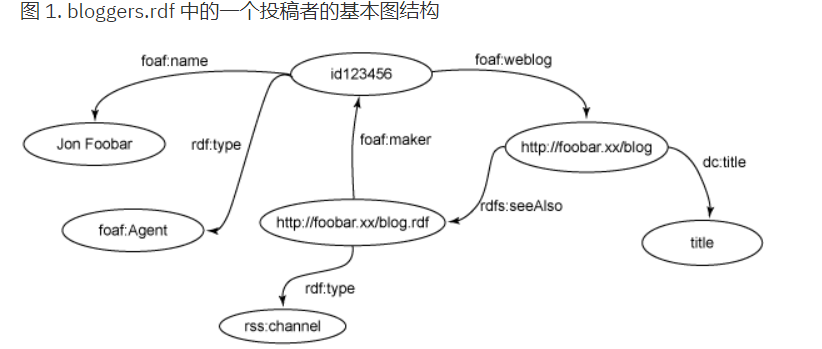 图 1. bloggers.rdf 中的一个投稿者的基本图结构
foaf:name
id123456
foaf:weblog
Jon Foobar
rdf:type
foaf:maker
http://foobar.xx/blog
dc:title
foaf:Agent
http://foobar.xx/blog.rdf
rdfs:seeAlso
title
rdf:type
rss:channel